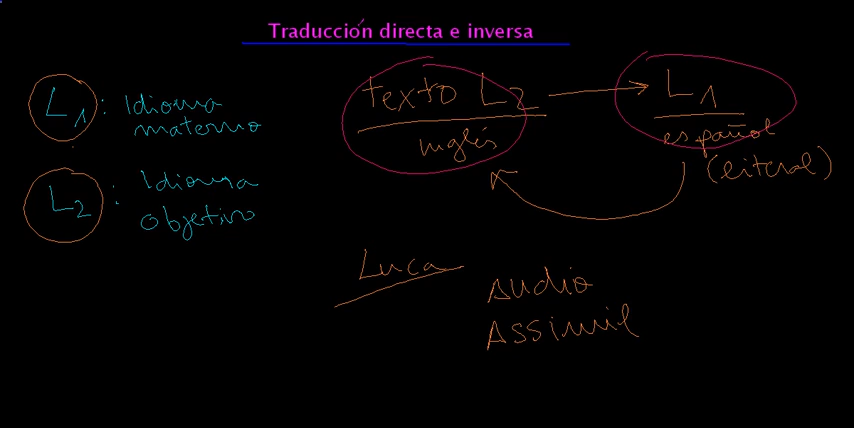 Traducción directa e inversa
L1: Idioma
materno
L2: Idioma
objetivo
texto L2
inglés
L1
español
(literal)
Luca
Audio
Assimil